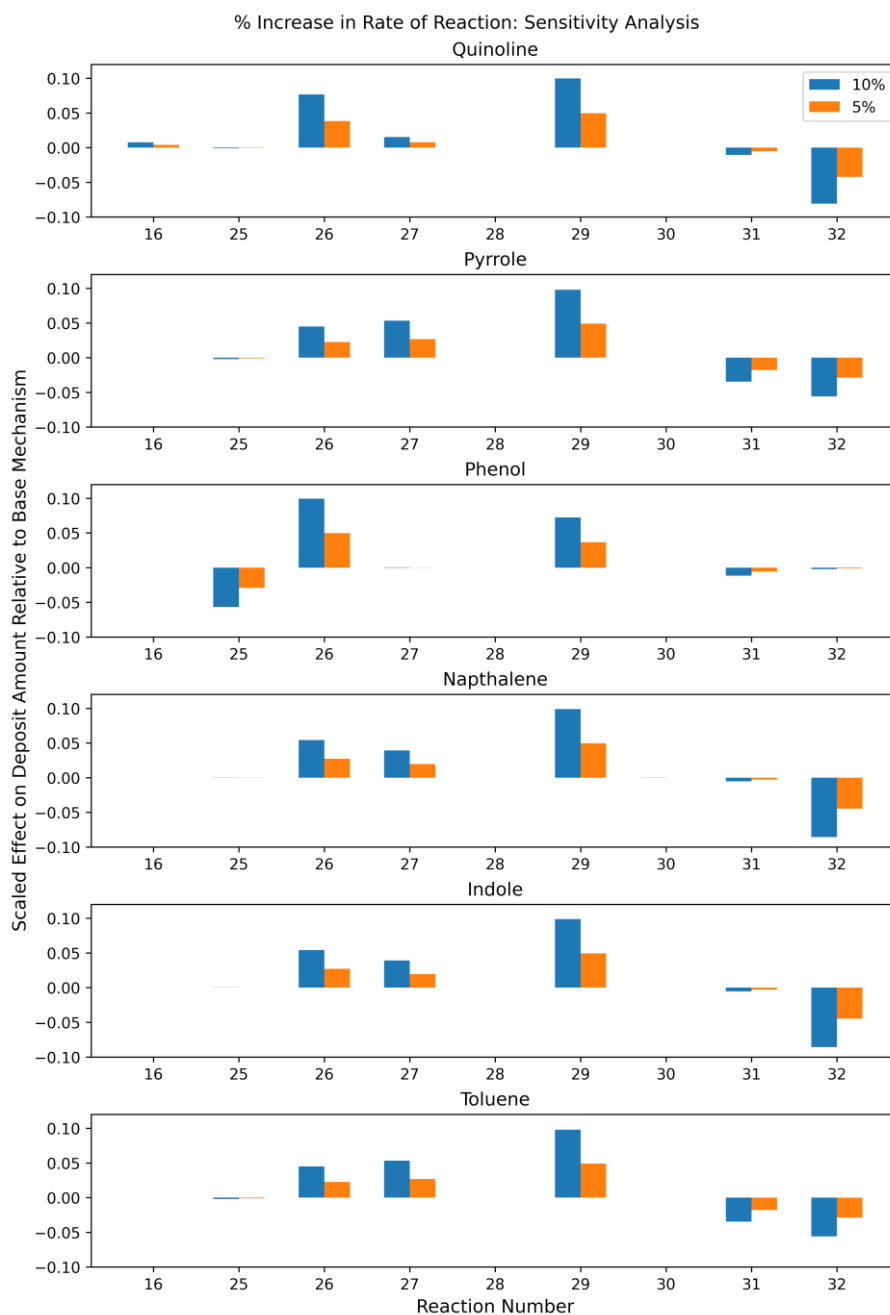 % Increase in Rate of Reaction: Sensitivity Analysis
Quinoline
10%
5%
0.10
0.05
0.00
−0.05
−0.10
16 25 26 27 28 29 30 31 32
Pyrrole
0.10
0.05
0.00
−0.05
−0.10
16 25 26 27 28 29 30 31 32
Phenol
0.10
0.05
0.00
−0.05
−0.10
16 25 26 27 28 29 30 31 32
Napthalene
0.10
0.05
0.00
−0.05
−0.10
16 25 26 27 28 29 30 31 32
Indole
0.10
0.05
0.00
−0.05
−0.10
16 25 26 27 28 29 30 31 32
Toluene
0.10
0.05
0.00
−0.05
−0.10
16 25 26 27 28 29 30 31 32
Reaction Number
Scaled Effect on Deposit Amount Relative to Base Mechanism